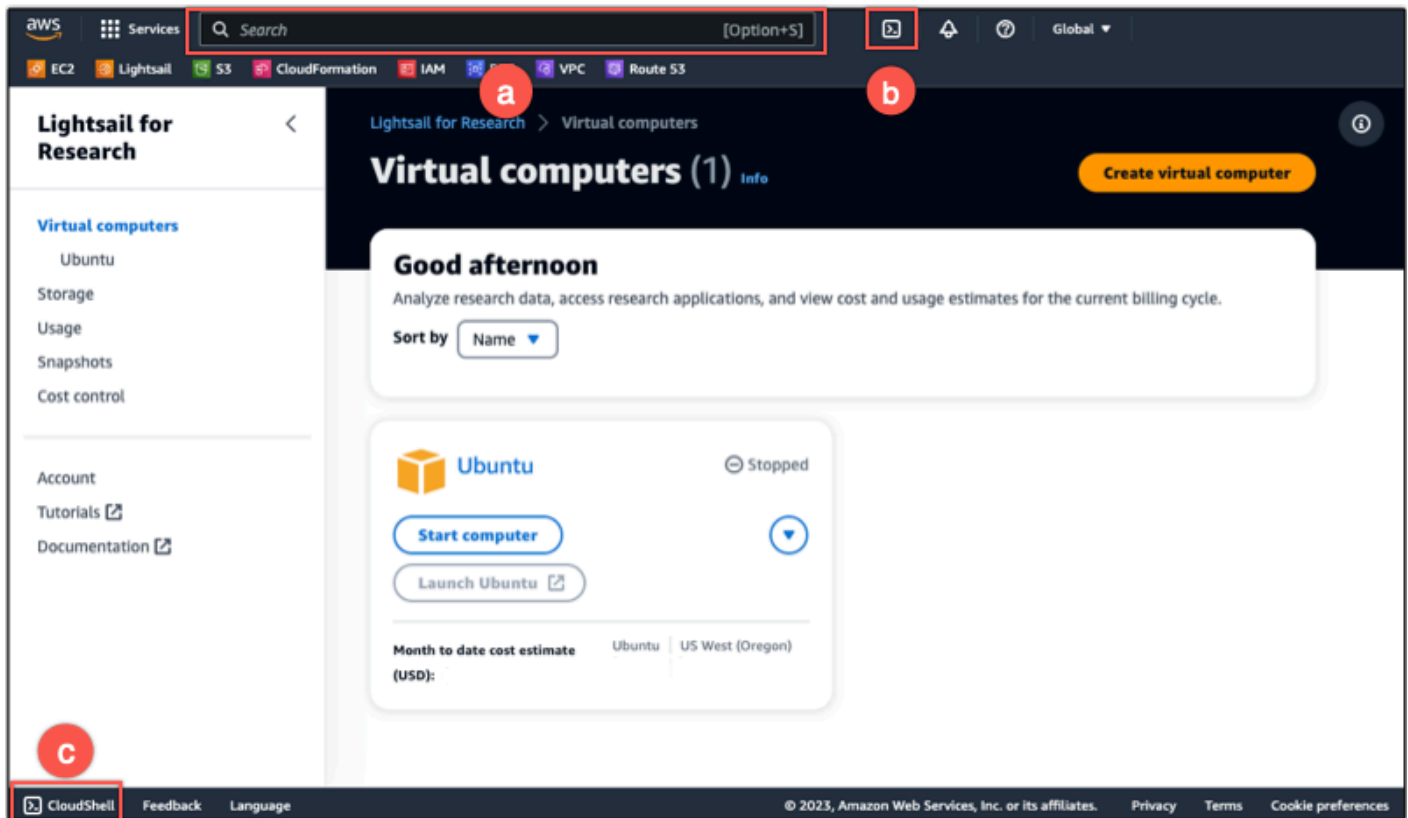 aws Services Search [Option+S] Global
EC2 Lightsail S3 CloudFormation IAM VPC Route 53
a
b
Lightsail for
Research
Virtual computers
Ubuntu
Storage
Usage
Snapshots
Cost control
Account
Tutorials
Documentation
Lightsail for Research > Virtual computers
Virtual computers (1) Info
Create virtual computer
Good afternoon
Analyze research data, access research applications, and view cost and usage estimates for the current billing cycle.
Sort by Name
Ubuntu Stopped
Start computer
Launch Ubuntu
Month to date cost estimate
(USD):
Ubuntu US West (Oregon)
c
CloudShell Feedback Language © 2023, Amazon Web Services, Inc. or its affiliates. Privacy Terms Cookie preferences